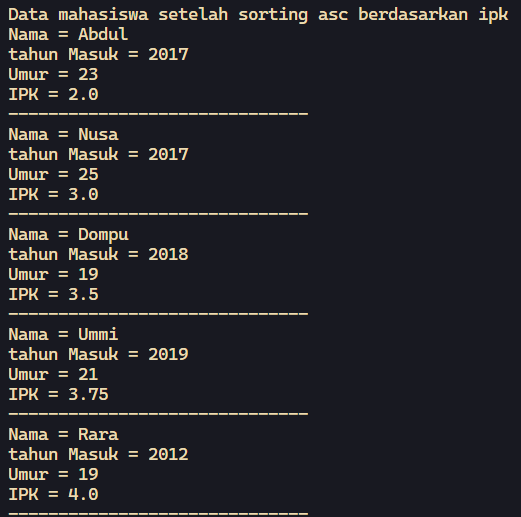 Data mahasiswa setelah sorting asc berdasarkan ipk
Nama = Abdul
tahun Masuk = 2017
Umur = 23
IPK = 2.0
------------------------------
Nama = Nusa
tahun Masuk = 2017
Umur = 25
IPK = 3.0
------------------------------
Nama = Dompu
tahun Masuk = 2018
Umur = 19
IPK = 3.5
------------------------------
Nama = Ummi
tahun Masuk = 2019
Umur = 21
IPK = 3.75
------------------------------
Nama = Rara
tahun Masuk = 2012
Umur = 19
IPK = 4.0
------------------------------